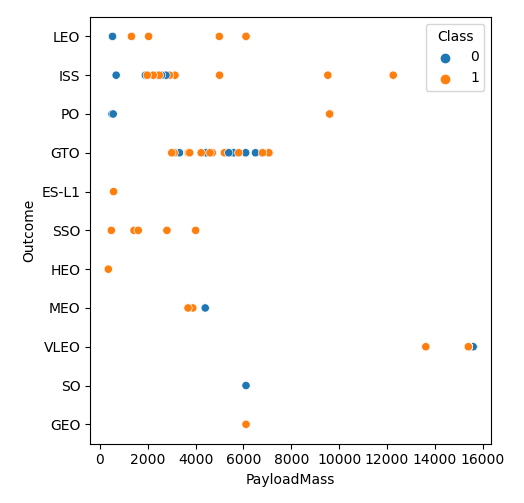 Class
0
1
LEO
ISS
PO
GTO
ES-L1
SSO
HEO
MEO
VLEO
SO
GEO
Outcome
0 2000 4000 6000 8000 10000 12000 14000 16000
PayloadMass